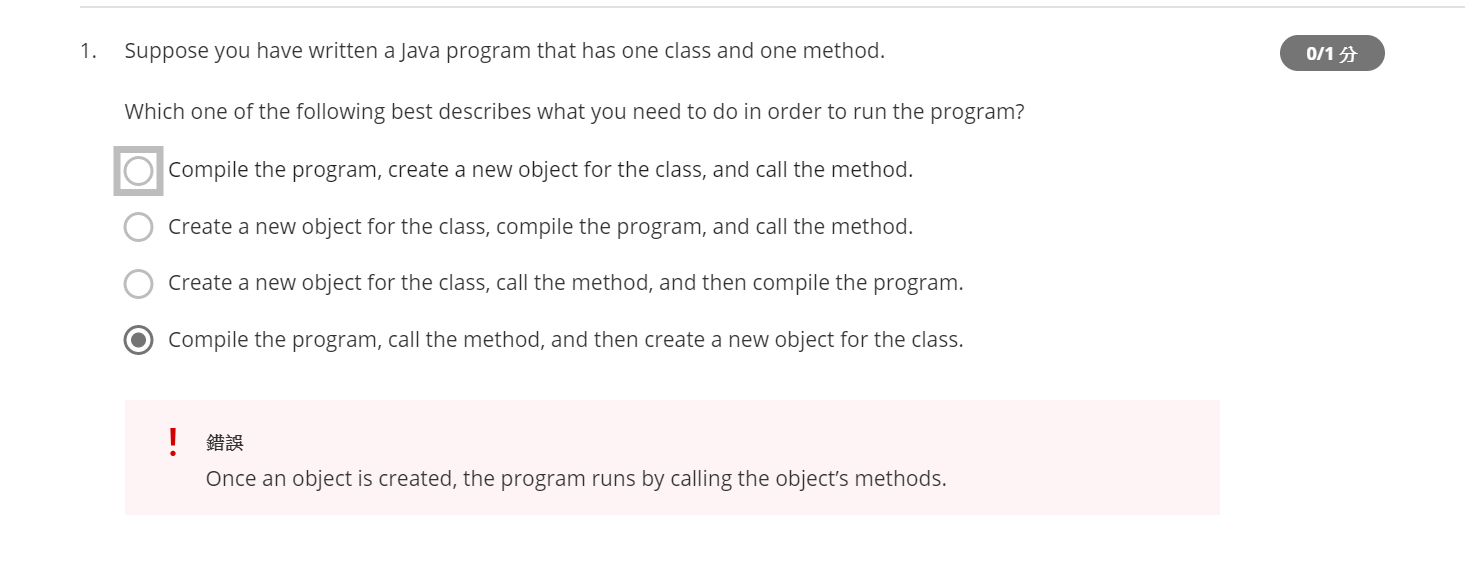 1. Suppose you have written a Java program that has one class and one method.
0/1 分
Which one of the following best describes what you need to do in order to run the program?
Compile the program, create a new object for the class, and call the method.
Create a new object for the class, compile the program, and call the method.
Create a new object for the class, call the method, and then compile the program.
Compile the program, call the method, and then create a new object for the class.
! 錯誤
Once an object is created, the program runs by calling the object’s methods.